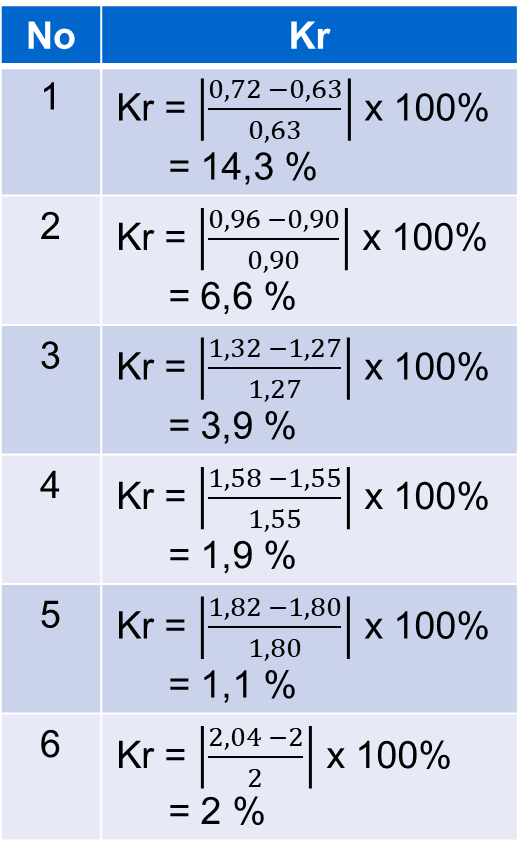 No Kr
1 Kr = |(0,72 −0,63)/(0,63)| x 100%
= 14,3 %
2 Kr = |(0,96 −0,90)/(0,90)| x 100%
= 6,6 %
3 Kr = |(1,32 −1,27)/(1,27)| x 100%
= 3,9 %
4 Kr = |(1,58 −1,55)/(1,55)| x 100%
= 1,9 %
5 Kr = |(1,82 −1,80)/(1,80)| x 100%
= 1,1 %
6 Kr = |(2,04 −2)/(2)| x 100%
= 2 %